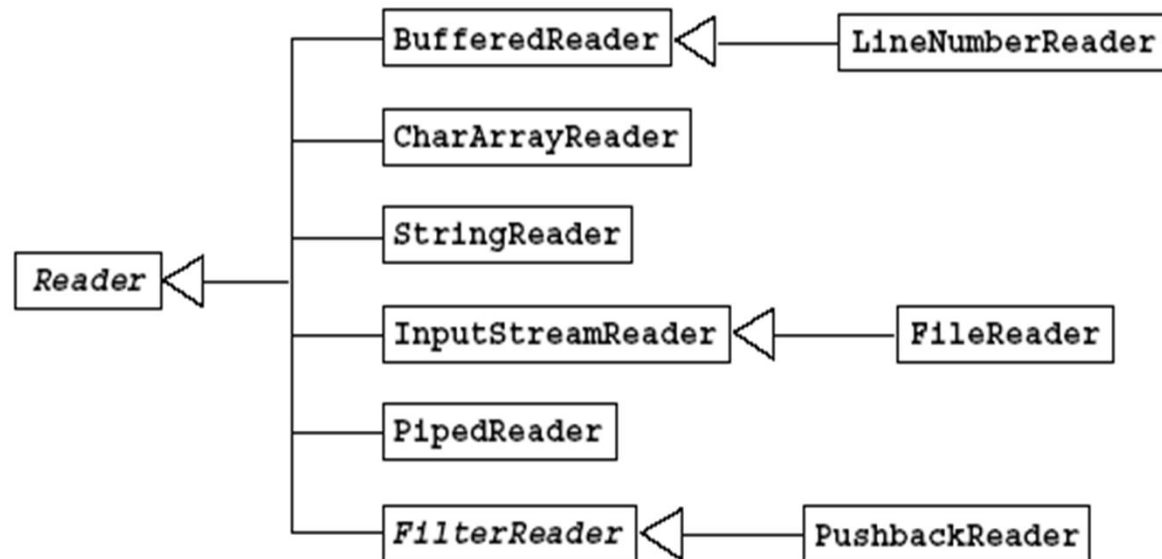 BufferedReader
LineNumberReader
CharArrayReader
StringReader
Reader
InputStreamReader
FileReader
PipedReader
FilterReader
PushbackReader